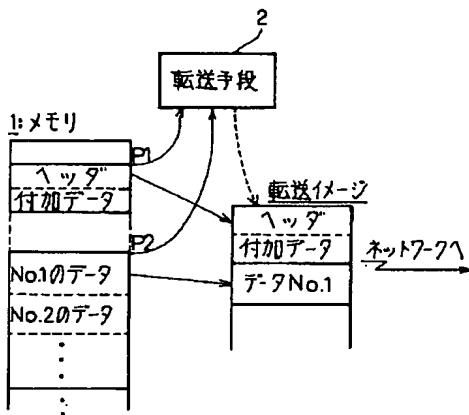 2
転送手段
1:メモリ
P1
ヘッダ
付加データ
P2
No.1のデータ
No.2のデータ
転送イメージ
ヘッダ
付加データ
データNo.1
ネットワークへ